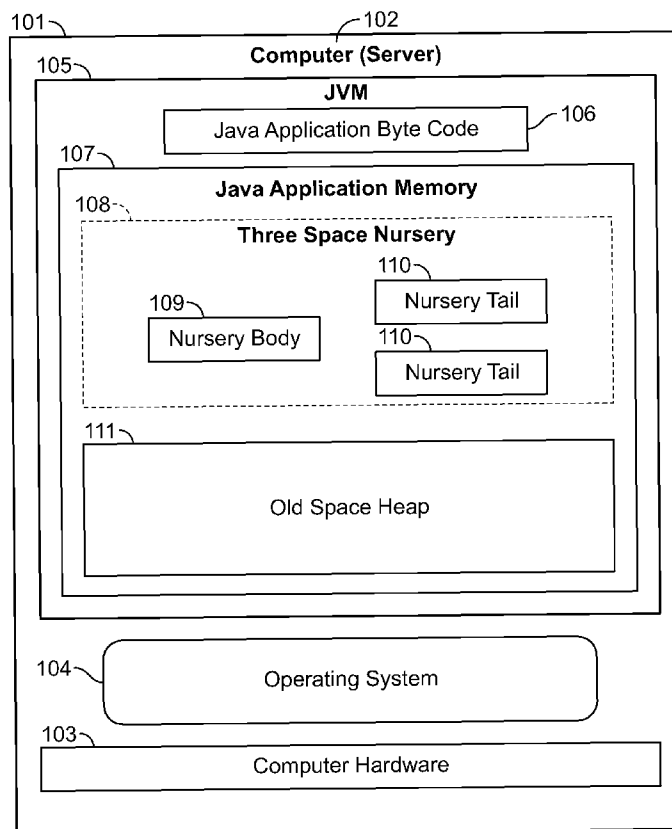 101
102
Computer (Server)
105
JVM
Java Application Byte Code
106
107
Java Application Memory
108
Three Space Nursery
110
Nursery Tail
109
Nursery Body
110
Nursery Tail
111
Old Space Heap
104
Operating System
103
Computer Hardware